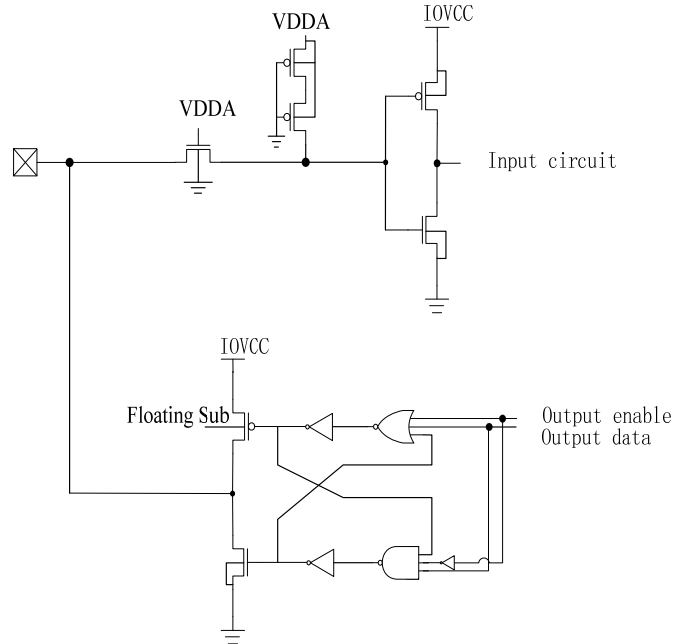 VDDA
IOVCC
VDDA
Input circuit
IOVCC
Floating Sub
Output enable
Output data